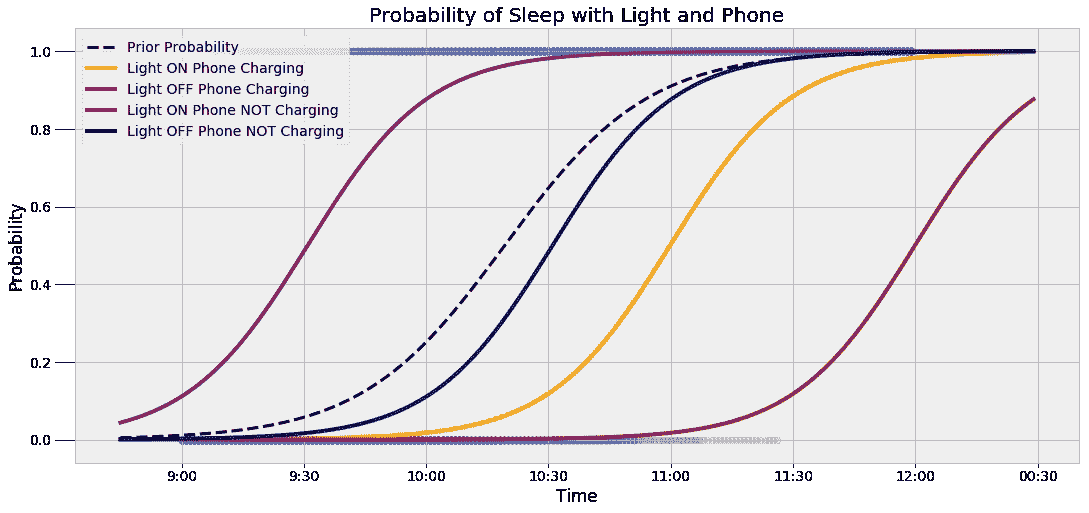 Probability of Sleep with Light and Phone
Prior Probability
Light ON Phone Charging
Light OFF Phone Charging
Light ON Phone NOT Charging
Light OFF Phone NOT Charging
1.0
0.8
0.6
0.4
0.2
0.0
Probability
9:00 9:30 10:00 10:30 11:00 11:30 12:00 00:30
Time